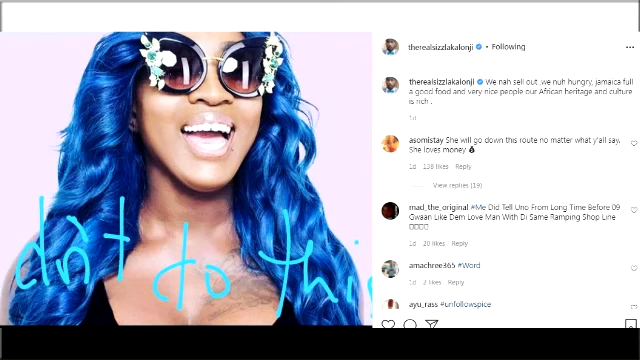 dn't to thi
therealsizzlakalonji • Following
therealsizzlakalonji We nah sell out ,we nuh hungry, jamaica full
a good food and very nice people our African heritage and culture
is rich .
1d
asomistay She will go down this route no matter what y'all say.
She loves money
1d 138 likes Reply
View replies (19)
mad_the_original #Me Did Tell Uno From Long Time Before 09
Gwaan Like Dem Love Man With Di Same Ramping Shop Line
1d 20 likes Reply
amachree365 #Word
1d 2 likes Reply
ayu_rass #unfollowspice